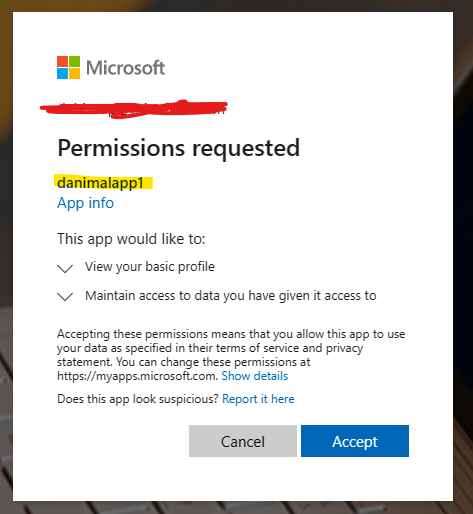 Microsoft
Permissions requested
danimalapp1
App info
This app would like to:
View your basic profile
Maintain access to data you have given it access to
Accepting these permissions means that you allow this app to use
your data as specified in their terms of service and privacy
statement. You can change these permissions at
https://myapps.microsoft.com. Show details
Does this app look suspicious? Report it here
Cancel
Accept